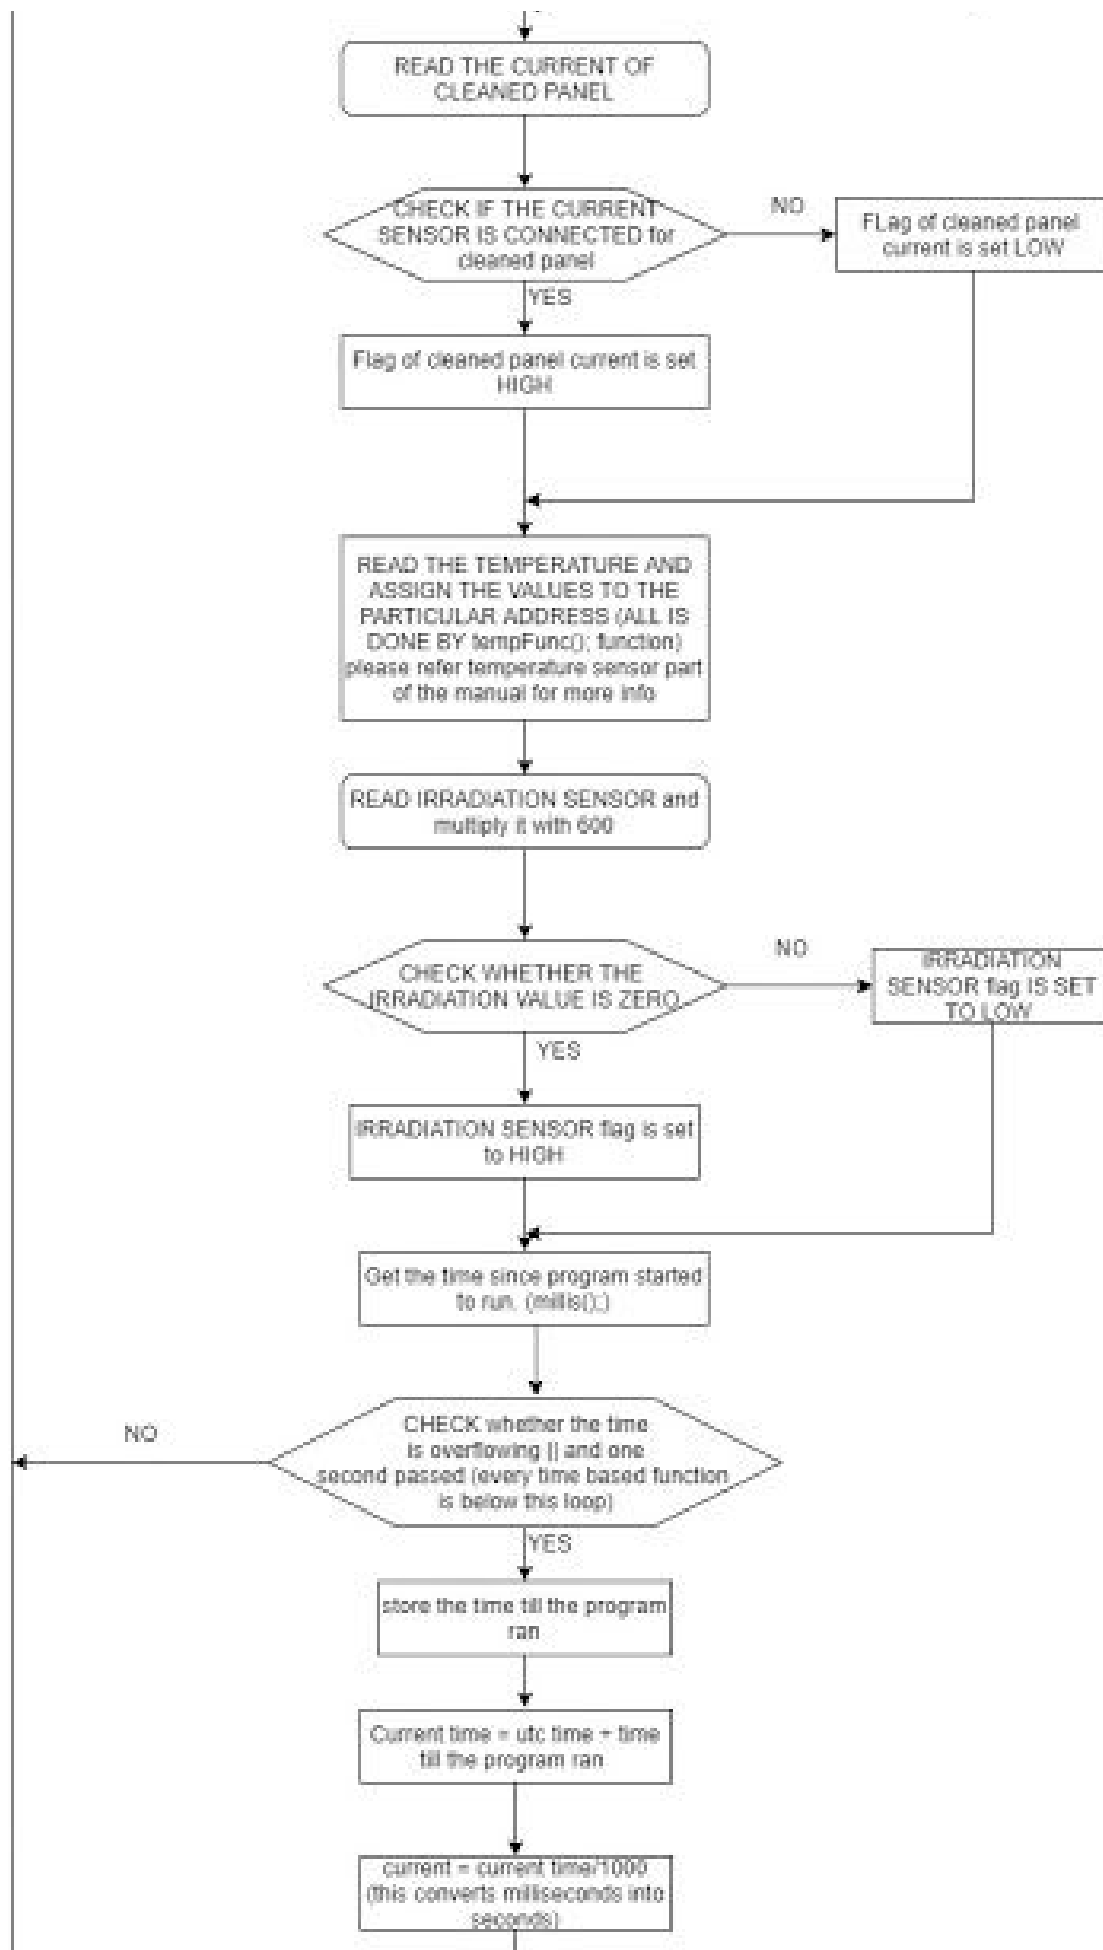 READ THE CURRENT OF
CLEANED PANEL
CHECK IF THE CURRENT
SENSOR IS CONNECTED for
cleaned panel
NO
FLag of cleaned panel
current is set LOW
YES
Flag of cleaned panel current is set
HIGH
READ THE TEMPERATURE AND
ASSIGN THE VALUES TO THE
PARTICULAR ADDRESS (ALL IS
DONE BY tempFunc(); function)
please refer temperature sensor part
of the manual for more info
READ IRRADIATION SENSOR and
multiply it with 600
CHECK WHETHER THE
IRRADIATION VALUE IS ZERO
NO
IRRADIATION
SENSOR flag IS SET
TO LOW
YES
IRRADIATION SENSOR flag is set
to HIGH
Get the time since program started
to run. (millis();)
CHECK whether the time
is overflowing || and one
second passed (every time based function
is below this loop)
NO
YES
store the time till the program
ran
Current time = utc time + time
till the program ran
current = current time/1000
(this converts milliseconds into
seconds)